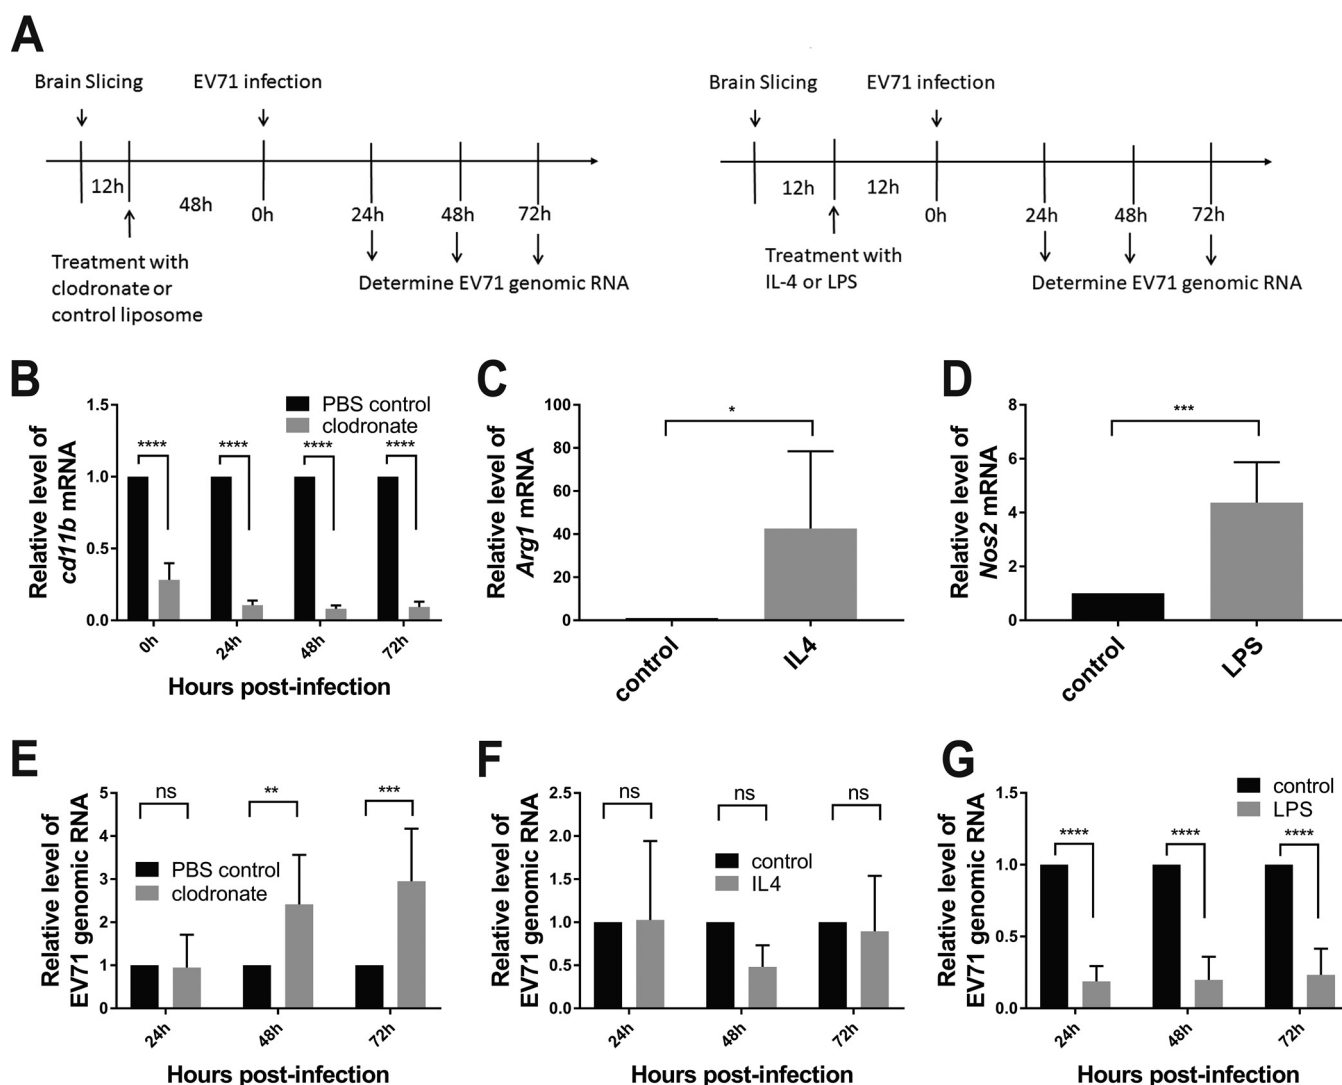 A
Brain Slicing
EV71 infection
12h
48h
0h
24h
48h
72h
Treatment with
clodronate or
control liposome
Determine EV71 genomic RNA
Brain Slicing
EV71 infection
12h
12h
0h
24h
48h
72h
Treatment with
IL-4 or LPS
Determine EV71 genomic RNA
B
Relative level of
cd11b mRNA
1.5
1.0
0.5
0.0
PBS control
clodronate
****
****
****
****
0h
24h
48h
72h
Hours post-infection
C
Relative level of
Arg1 mRNA
100
80
60
40
20
0
*
control
IL4
D
Relative level of
Nos2 mRNA
8
6
4
2
0
***
control
LPS
E
Relative level of
EV71 genomic RNA
5
4
3
2
1
0
ns
**
***
PBS control
clodronate
24h
48h
72h
Hours post-infection
F
Relative level of
EV71 genomic RNA
2.5
2.0
1.5
1.0
0.5
0.0
ns
ns
ns
control
IL4
24h
48h
72h
Hours post-infection
G
Relative level of
EV71 genomic RNA
1.5
1.0
0.5
0.0
control
LPS
****
****
****
24h
48h
72h
Hours post-infection